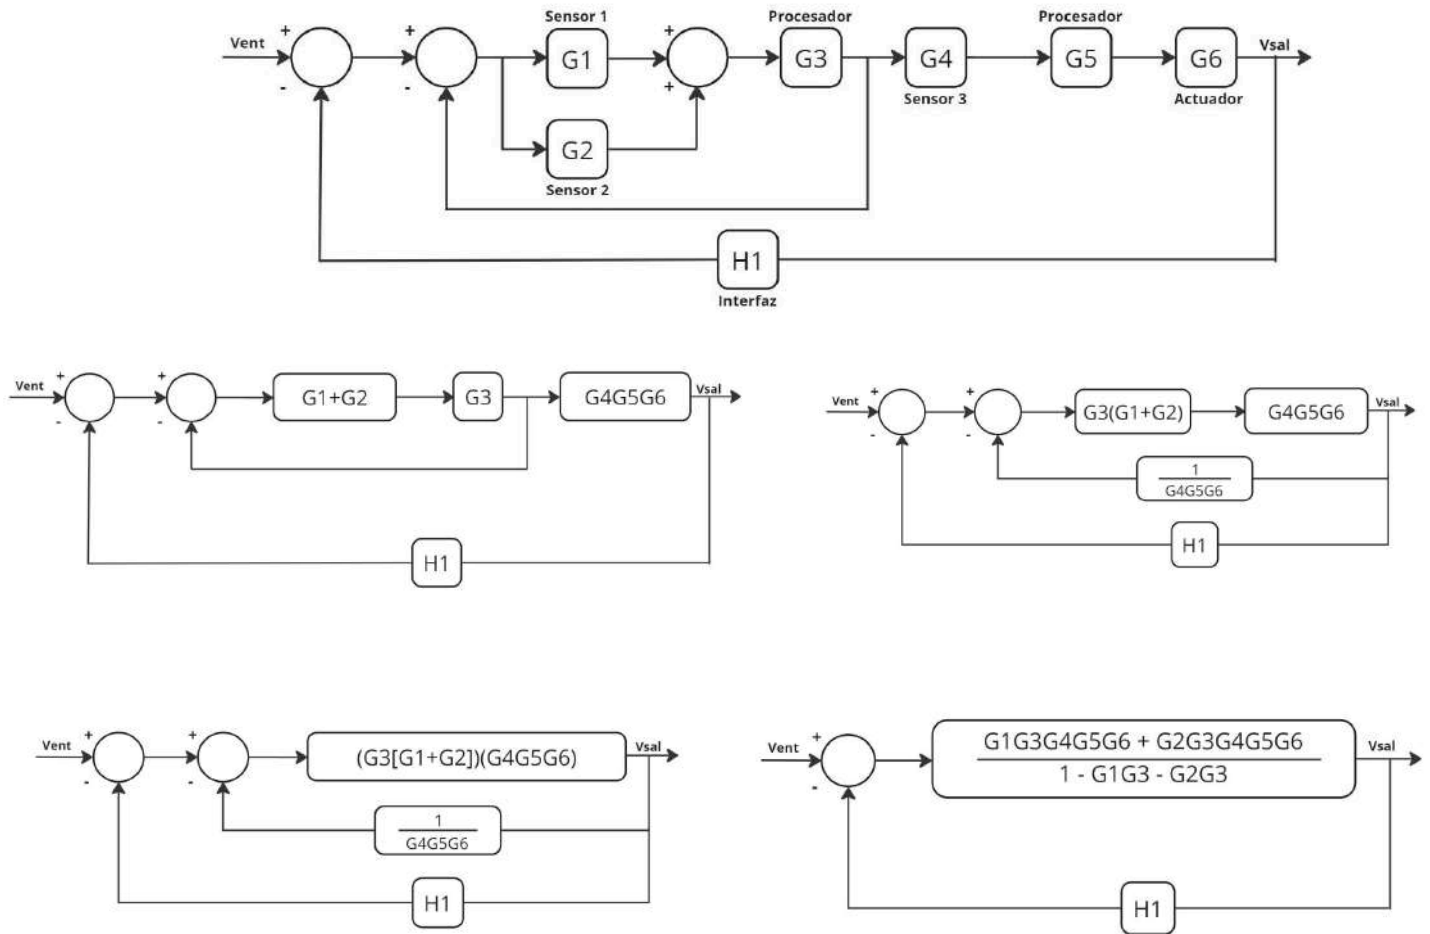 Sensor 1
Procesador
Procesador
Vent
+
-
+
-
G1
+
+
G3
G4
G5
G6
Vsal
Sensor 3
Actuador
G2
Sensor 2
H1
Interfaz
Vent
+
-
+
-
G1+G2
G3
G4G5G6
Vsal
H1
Vent
+
-
+
-
G3(G1+G2)
G4G5G6
Vsal
1
G4G5G6
H1
Vent
+
-
+
-
(G3[G1+G2])(G4G5G6)
Vsal
1
G4G5G6
H1
Vent
+
-
G1G3G4G5G6 + G2G3G4G5G6
1 - G1G3 - G2G3
Vsal
H1